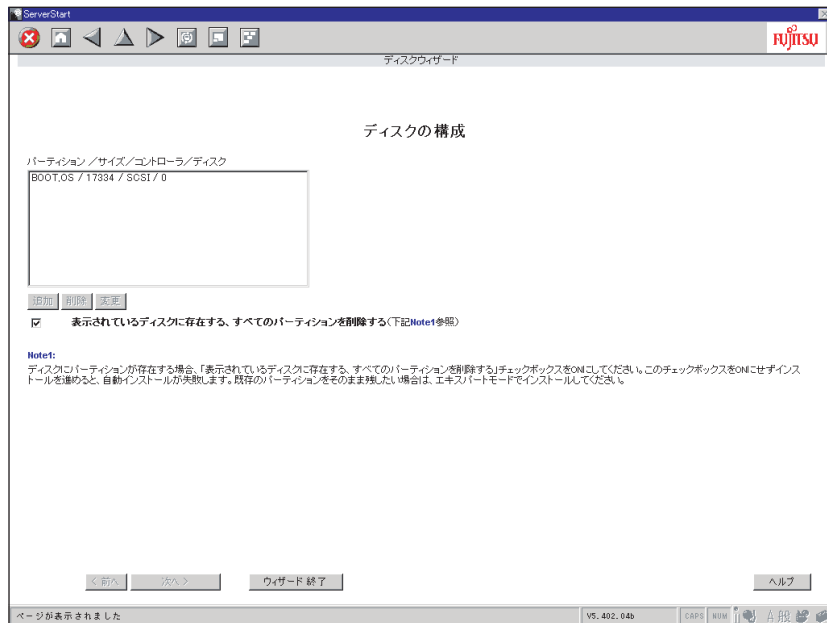 ServerStart
FUJITSU
ディスクウィザード
ディスクの構成
パーティション／サイズ／コントローラ／ディスク
BOOT,OS / 17334 / SCSI / 0
追加 削除 変更
表示されているディスクに存在する、すべてのパーティションを削除する(下記Note1参照)
Note1:
ディスクにパーティションが存在する場合、「表示されているディスクに存在する、すべてのパーティションを削除する」チェックボックスをONにしてください。このチェックボックスをONにせずインス
トールを進めると、自動インストールが失敗します。既存のパーティションをそのまま残したい場合は、エキスパートモードでインストールしてください。
< 前へ 次へ > ウィザード 終了 ヘルプ
ページが表示されました V5.402.04b CAPS NUM A 般